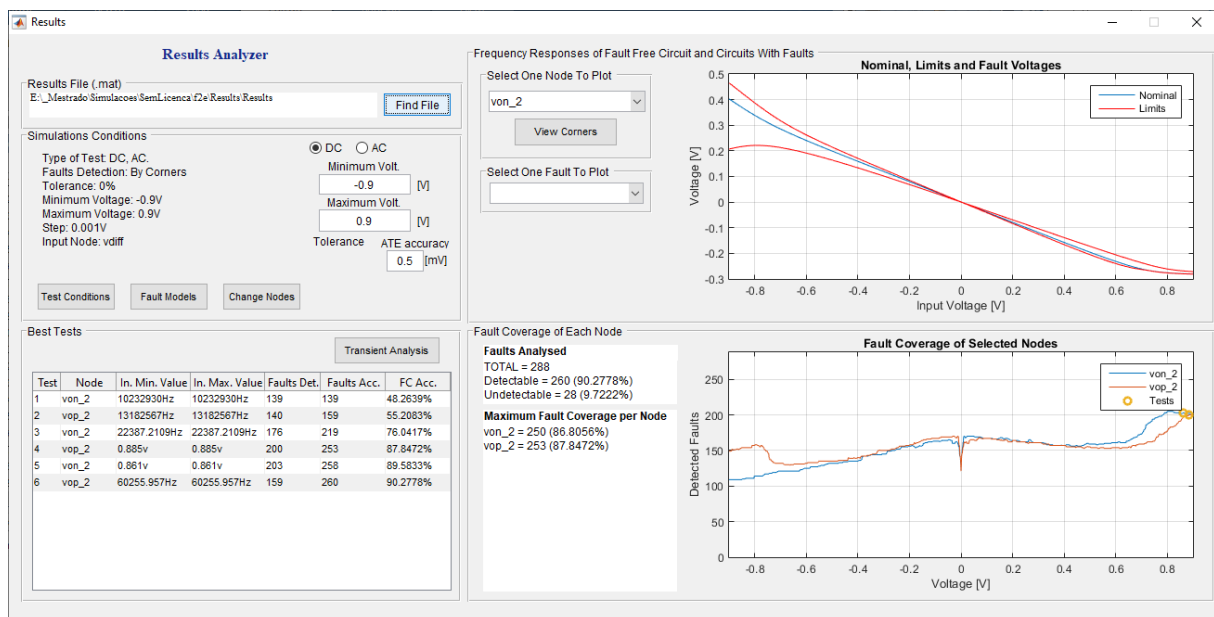 Results
Results Analyzer
Results File (.mat)
E:\_Mestrado\Simulacoes\SemLicenca\f2e\Results\Results
Find File
Simulations Conditions
Type of Test: DC, AC.
Faults Detection: By Corners
Tolerance: 0%
Minimum Voltage: -0.9V
Maximum Voltage: 0.9V
Step: 0.001V
Input Node: vdiff
DC AC
Minimum Volt.
-0.9 [V]
Maximum Volt.
0.9 [V]
Tolerance ATE accuracy
0.5 [mV]
Test Conditions Fault Models Change Nodes
Best Tests
Transient Analysis
Test Node In. Min. Value In. Max. Value Faults Det. Faults Acc. FC Acc.
1 von_2 10232930Hz 10232930Hz 139 139 48.2639%
2 vop_2 13182567Hz 13182567Hz 140 159 55.2083%
3 von_2 22387.2109Hz 22387.2109Hz 176 219 76.0417%
4 vop_2 0.885v 0.885v 200 253 87.8472%
5 von_2 0.861v 0.861v 203 258 89.5833%
6 vop_2 60255.957Hz 60255.957Hz 159 260 90.2778%
Frequency Responses of Fault Free Circuit and Circuits With Faults
Select One Node To Plot
von_2
View Corners
Select One Fault To Plot
Nominal, Limits and Fault Voltages
Nominal
Limits
Voltage [V]
0.5
0.4
0.3
0.2
0.1
0
-0.1
-0.2
-0.3
-0.8 -0.6 -0.4 -0.2 0 0.2 0.4 0.6 0.8
Input Voltage [V]
Fault Coverage of Each Node
Faults Analysed
TOTAL = 288
Detectable = 260 (90.2778%)
Undetectable = 28 (9.7222%)
Maximum Fault Coverage per Node
von_2 = 250 (86.8056%)
vop_2 = 253 (87.8472%)
Fault Coverage of Selected Nodes
von_2
vop_2
Tests
Detected Faults
250
200
150
100
50
0
-0.8 -0.6 -0.4 -0.2 0 0.2 0.4 0.6 0.8
Voltage [V]